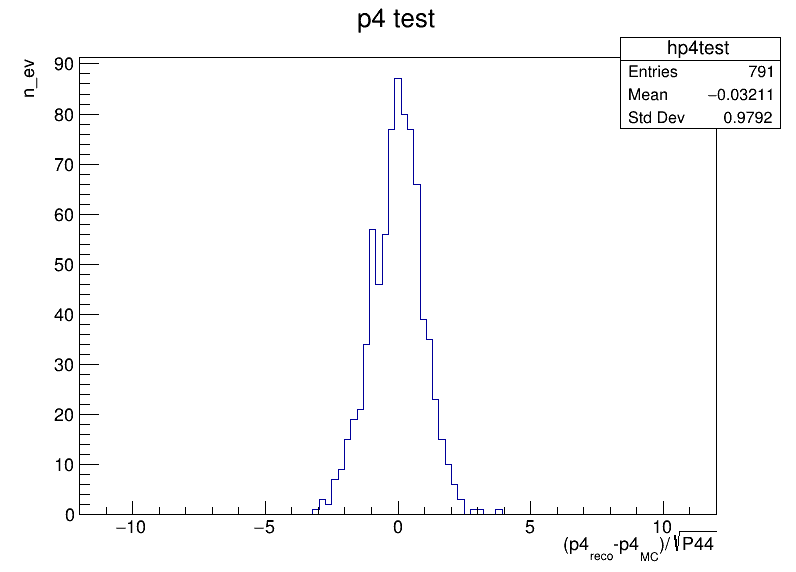 p4 test
hp4test
Entries 791
Mean −0.03211
Std Dev 0.9792
n_ev
90
80
70
60
50
40
30
20
10
0
−10 −5 0 5 10
(p4reco-p4MC)/√P44